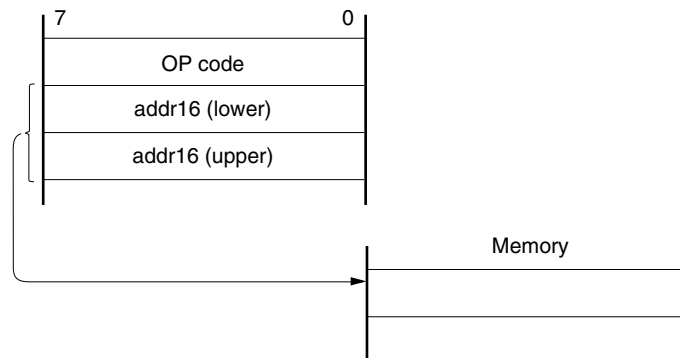 7 0
OP code
addr16 (lower)
addr16 (upper)
Memory